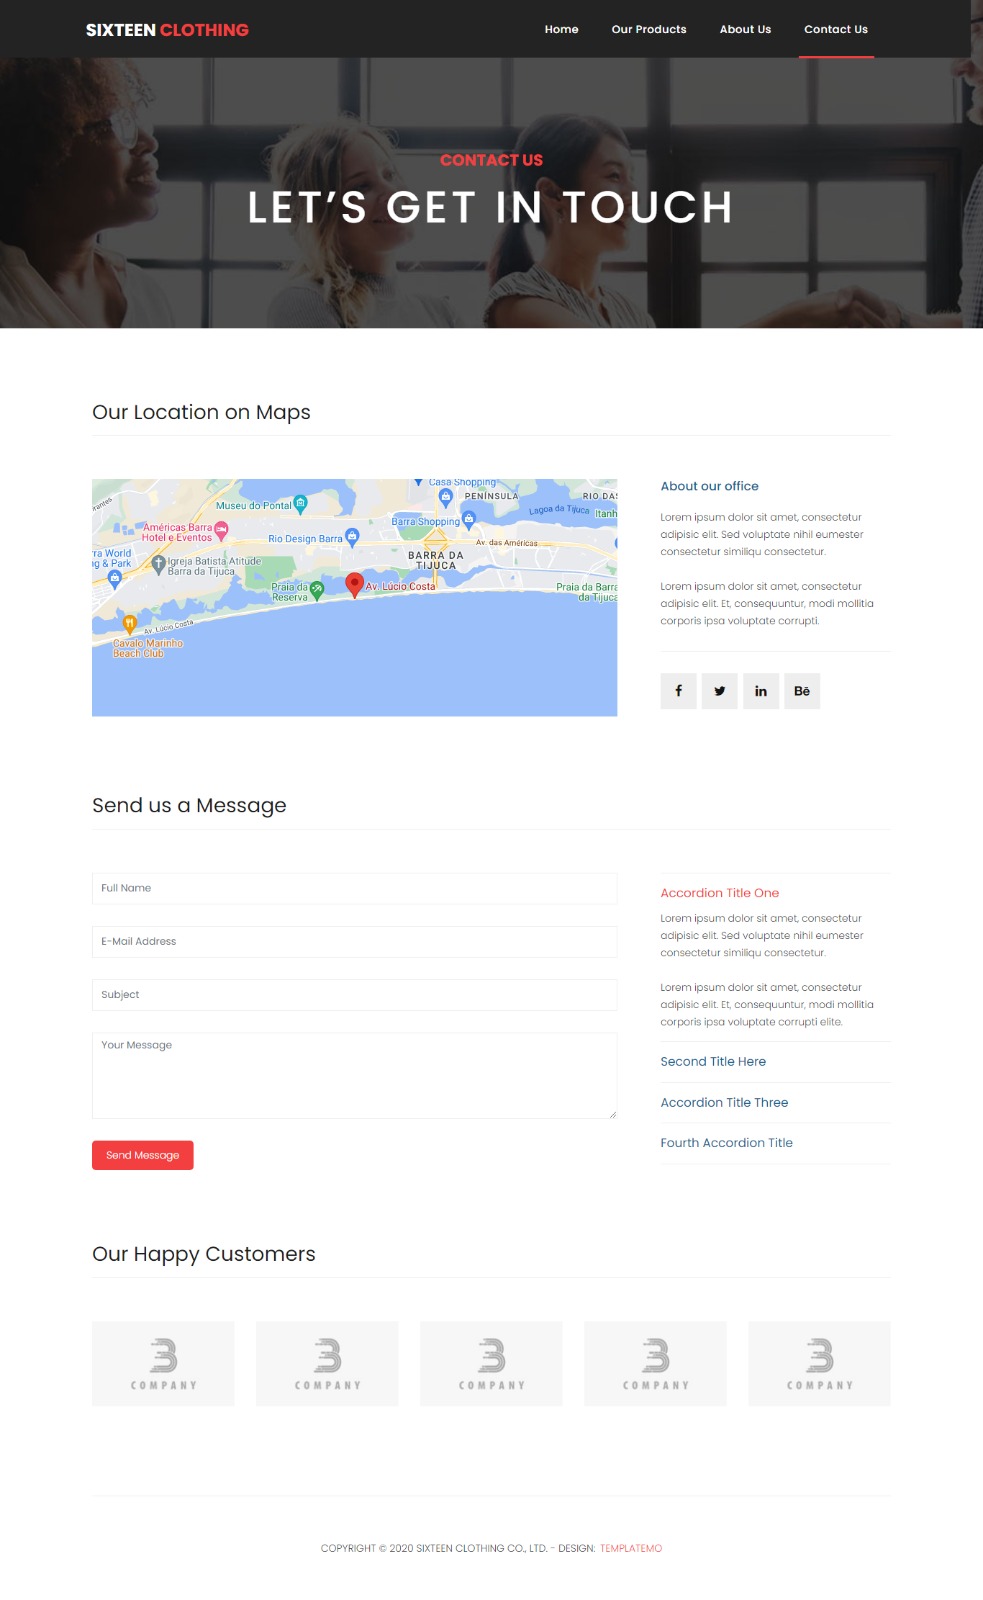 SIXTEEN CLOTHING
Home
Our Products
About Us
Contact Us
CONTACT US
LET’S GET IN TOUCH
Our Location on Maps
Casa Shopping
PENÍNSULA
Museu do Pontal
Lagoa da Tijuca
Itanh
Américas Barra
Hotel e Eventos
Barra Shopping
Rio Design Barra
Av. das Américas
BARRA DA
TIJUCA
ra World
g & Park
Igreja Batista Atitude
Barra da Tijuca
Praia da
Reserva
Av. Lúcio Costa
Praia da Barra
da Tijuca
Av. Lúcio Costa
Cavalo Marinho
Beach Club
About our office
Lorem ipsum dolor sit amet, consectetur
adipisic elit. Sed voluptate nihil eumester
consectetur similiqu consectetur.
Lorem ipsum dolor sit amet, consectetur
adipisic elit. Et, consequuntur, modi mollitia
corporis ipsa voluptate corrupti.
Bē
Send us a Message
Full Name
E-Mail Address
Subject
Your Message
Send Message
Accordion Title One
Lorem ipsum dolor sit amet, consectetur
adipisic elit. Sed voluptate nihil eumester
consectetur similiqu consectetur.
Lorem ipsum dolor sit amet, consectetur
adipisic elit. Et, consequuntur, modi mollitia
corporis ipsa voluptate corrupti elite.
Second Title Here
Accordion Title Three
Fourth Accordion Title
Our Happy Customers
COMPANY
COMPANY
COMPANY
COMPANY
COMPANY
COPYRIGHT © 2020 SIXTEEN CLOTHING CO., LTD. - DESIGN: TEMPLATEMO